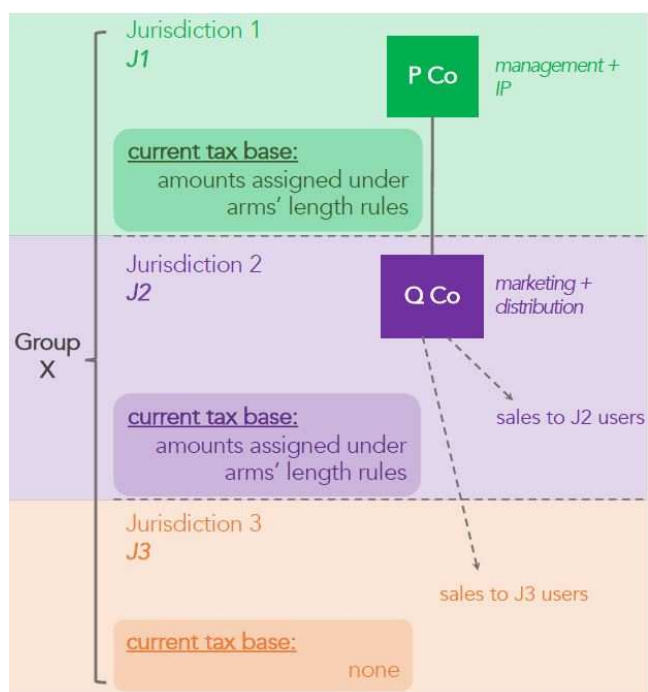 Jurisdiction 1
J1
P Co
management +
IP
current tax base:
amounts assigned under
arms' length rules
Jurisdiction 2
J2
Q Co
marketing +
distribution
Group
X
sales to J2 users
current tax base:
amounts assigned under
arms' length rules
Jurisdiction 3
J3
sales to J3 users
current tax base:
none